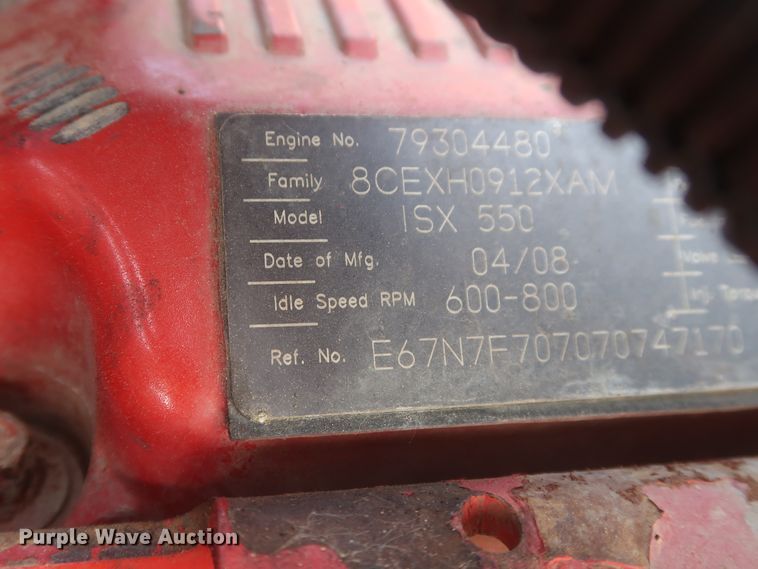 Engine No. 79304480
Family 8CEXH0912XAM
Model ISX 550
Date of Mfg. 04/08
Idle Speed RPM 600-800
Ref. No. E67N7F707070747170
Inj.
Purple Wave Auction